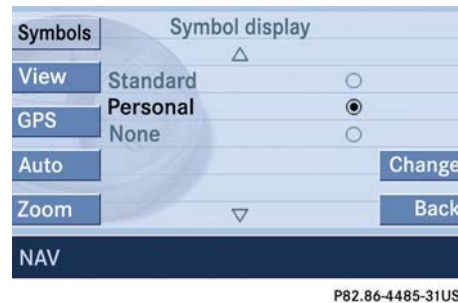 Symbols
Symbol display
View
Standard
Personal
GPS
None
Auto
Change
Zoom
Back
NAV
P82.86-4485-31US